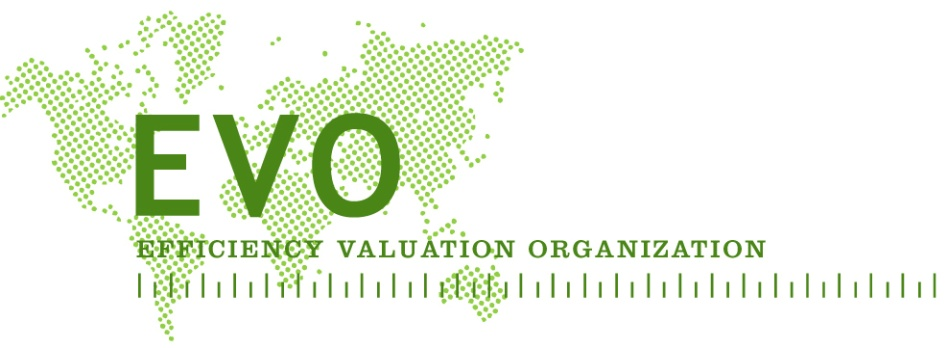 EVO
EFFICIENCY VALUATION ORGANIZATION